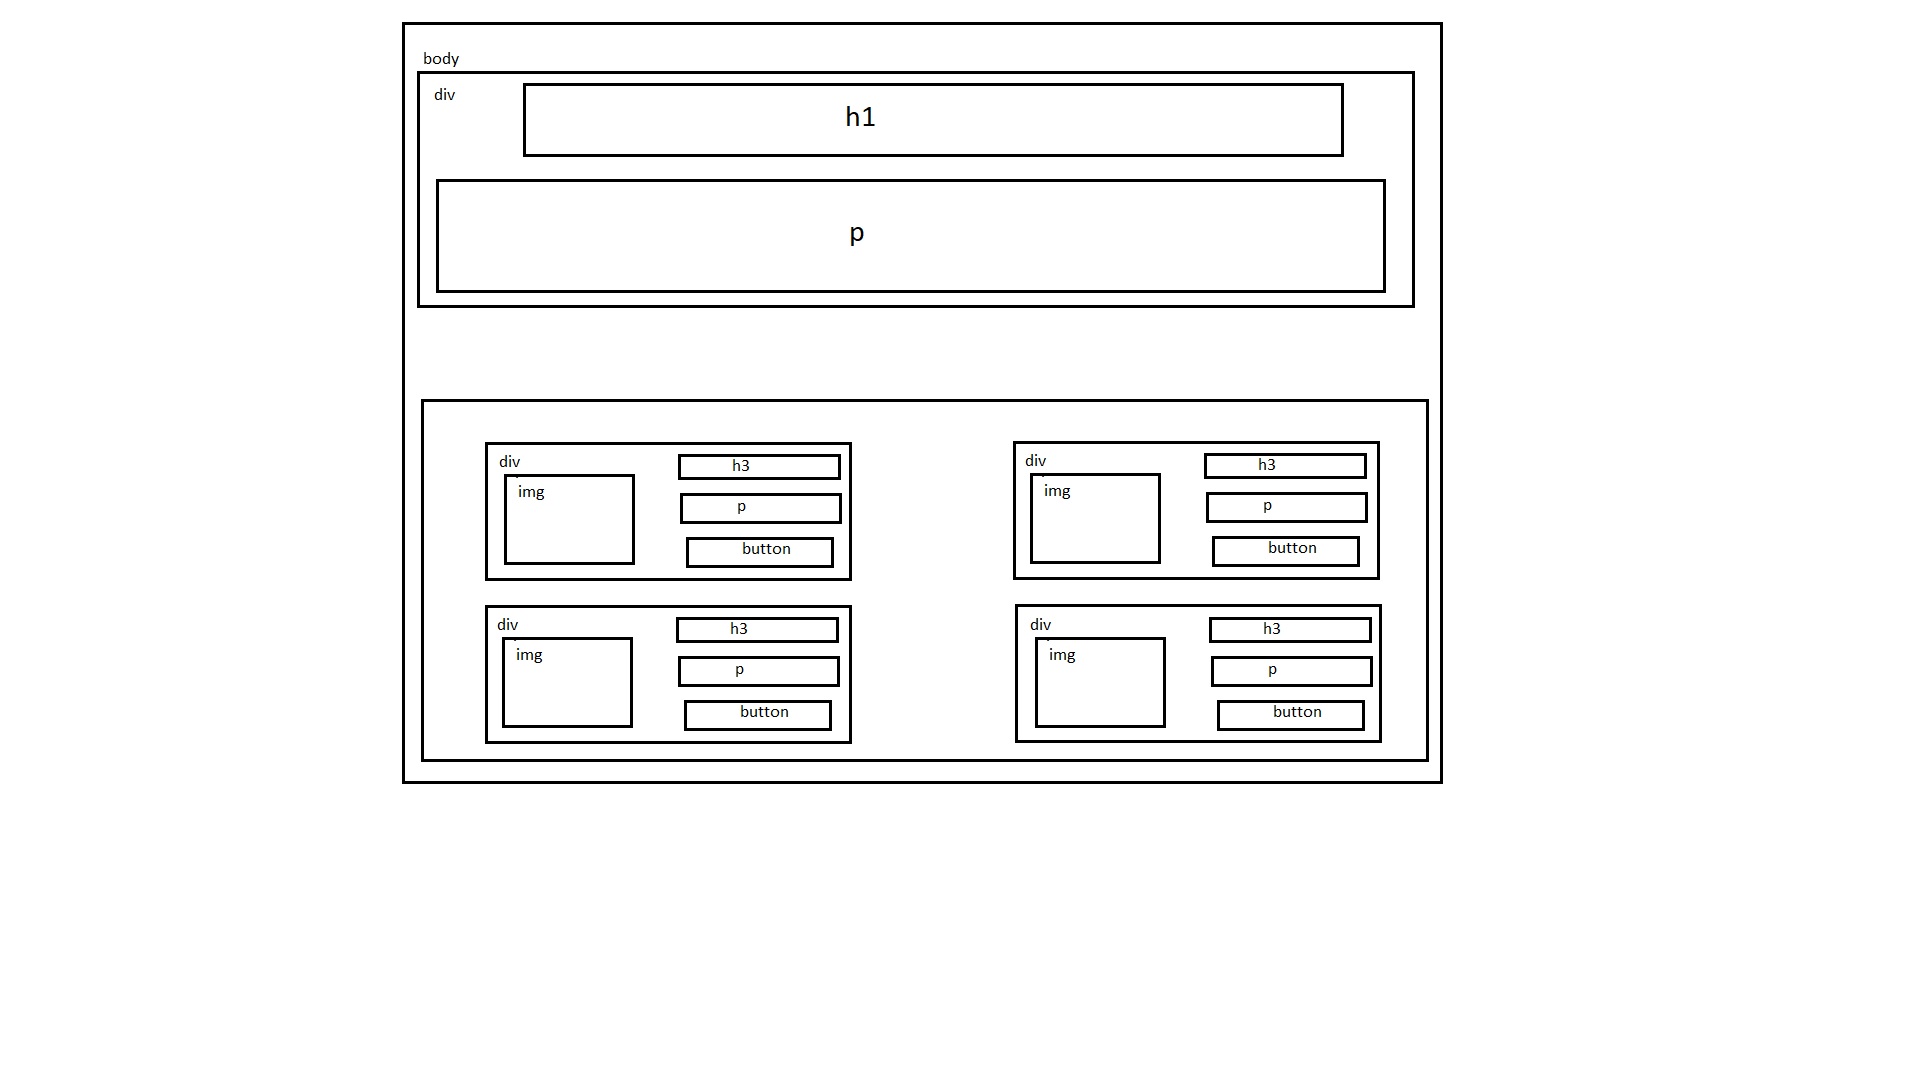 body
div
h1
p
div
img
h3
p
button
div
img
h3
p
button
div
img
h3
p
button
div
img
h3
p
button